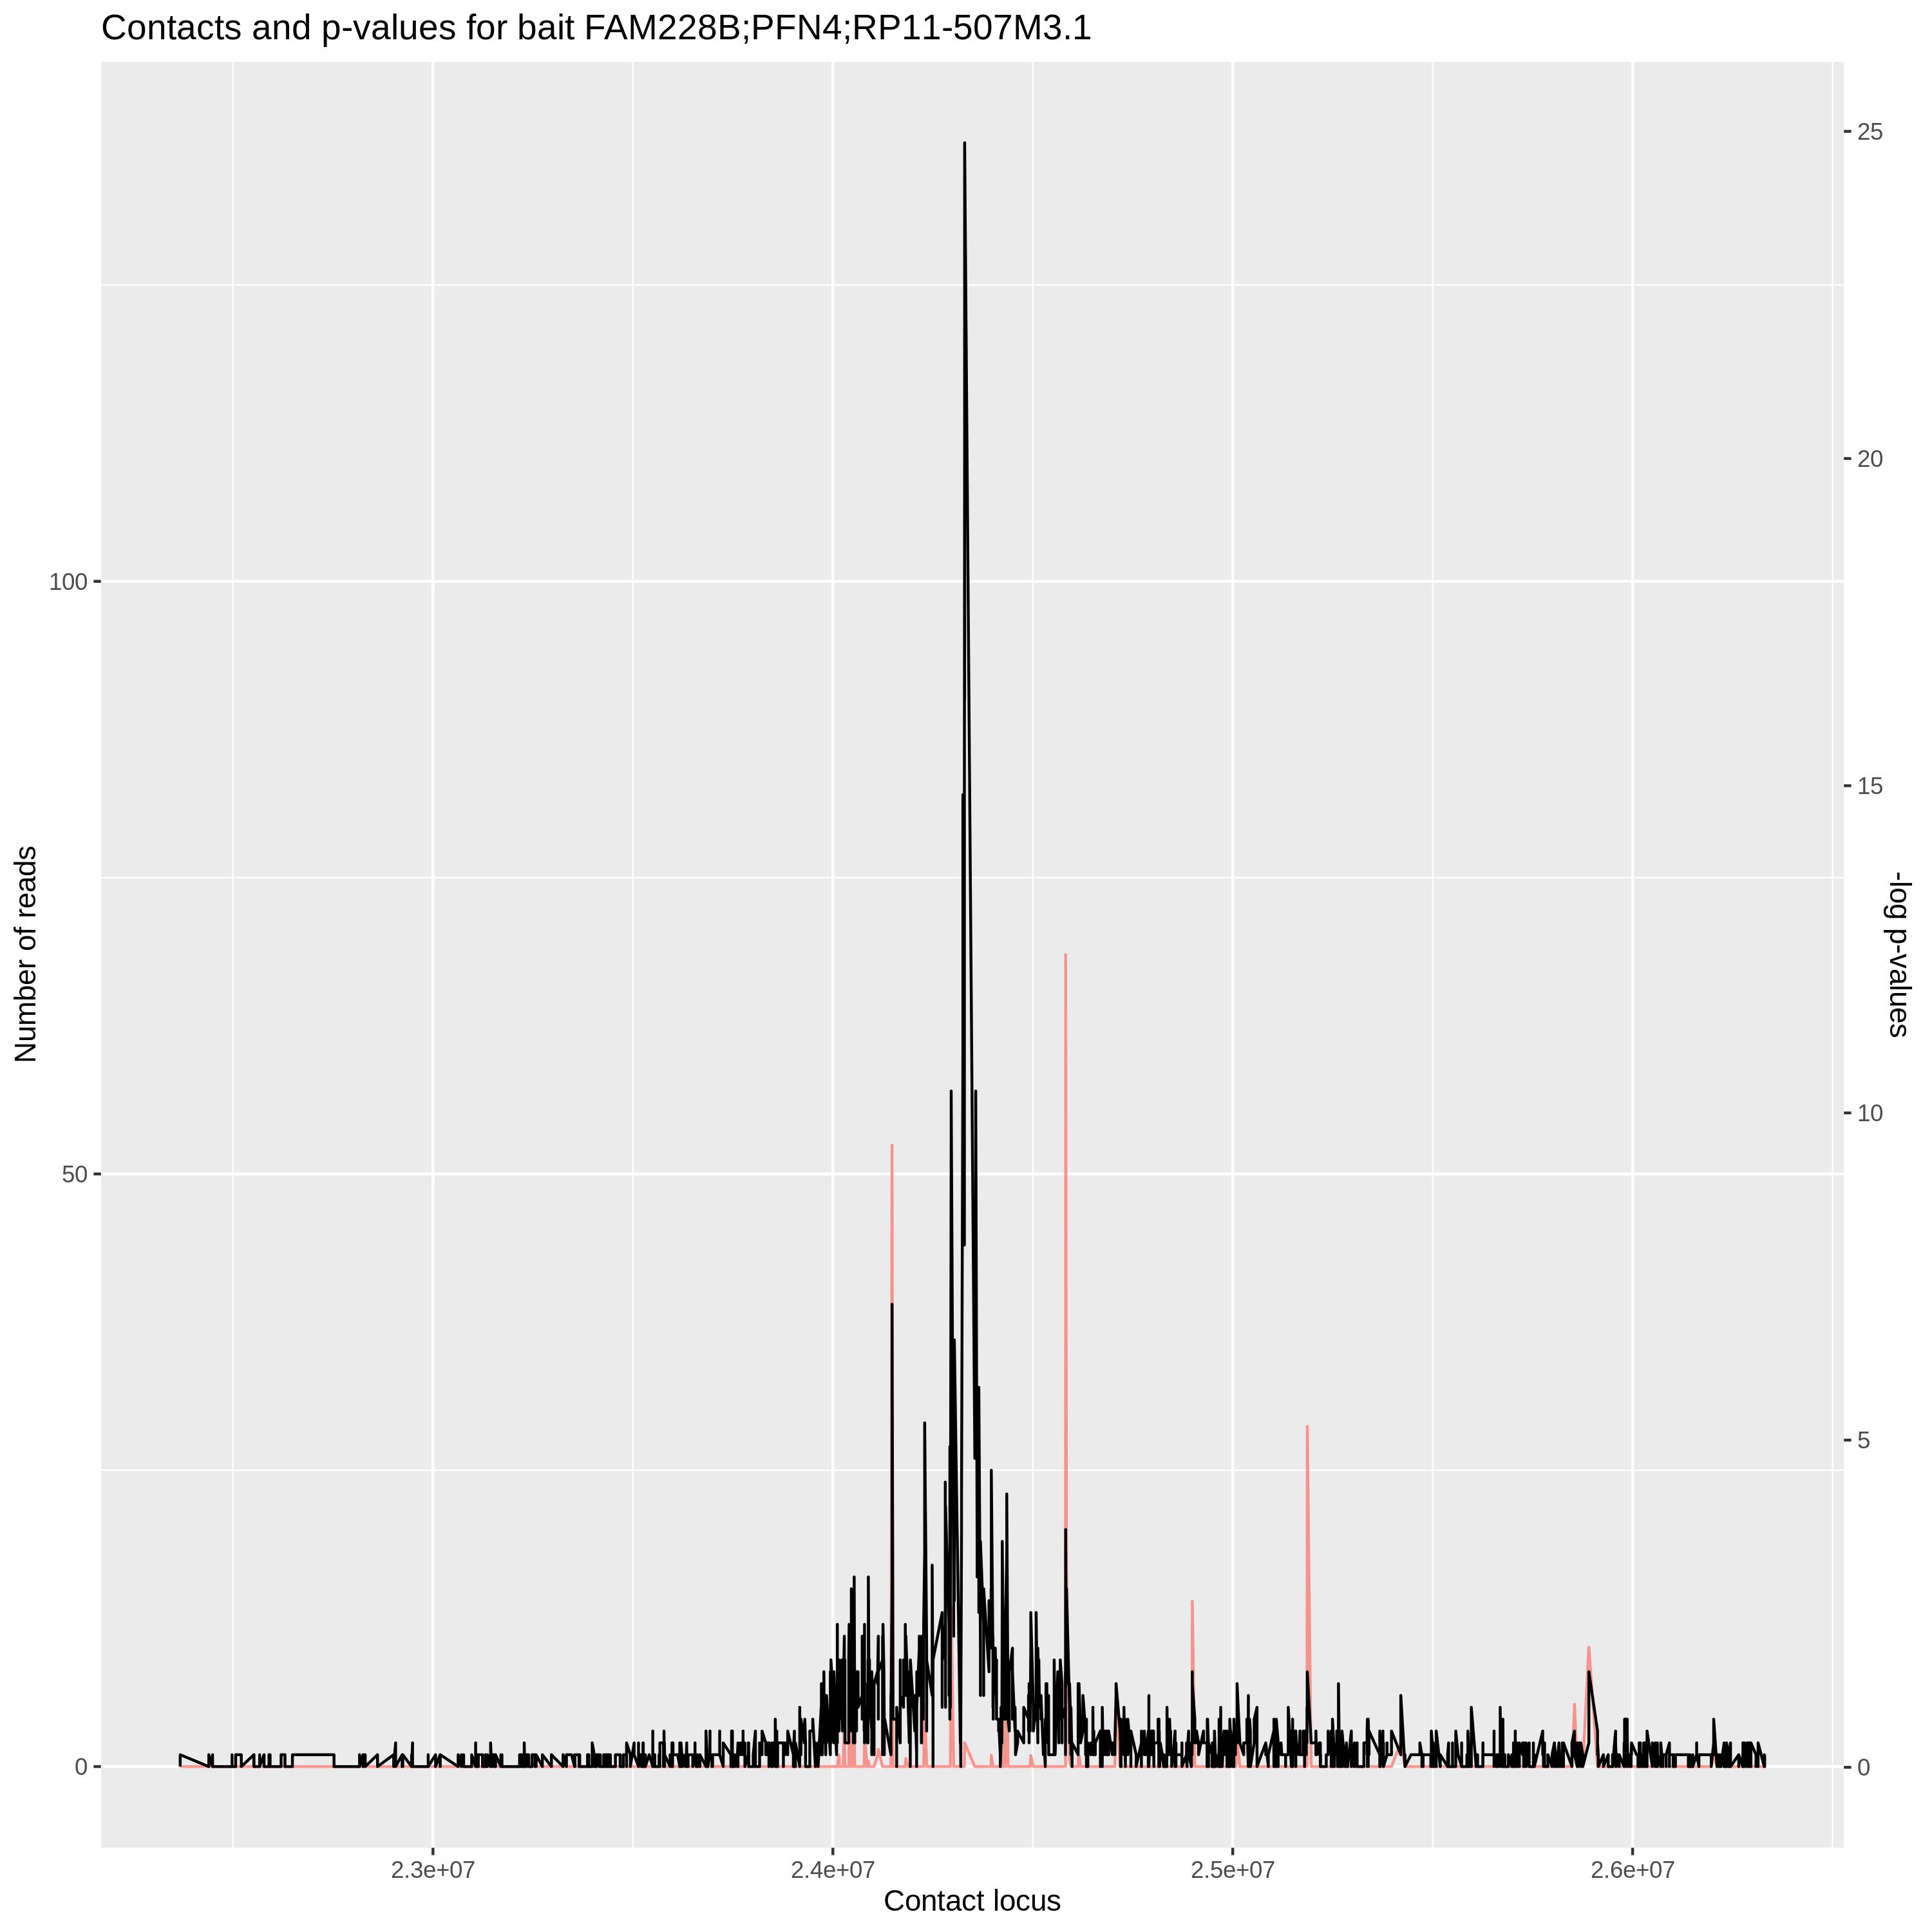 Contacts and p-values for bait FAM228B;PFN4;RP11-507M3.1
Number of reads
100
50
0
25
20
15
10
5
0
-log p-values
2.3e+07
2.4e+07
2.5e+07
2.6e+07
Contact locus